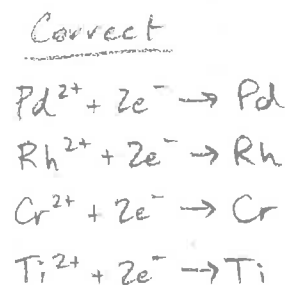 Correct
Pd²⁺ + 2e⁻ → Pd
Rh²⁺ + 2e⁻ → Rh
Cr²⁺ + 2e⁻ → Cr
Ti²⁺ + 2e⁻ → Ti